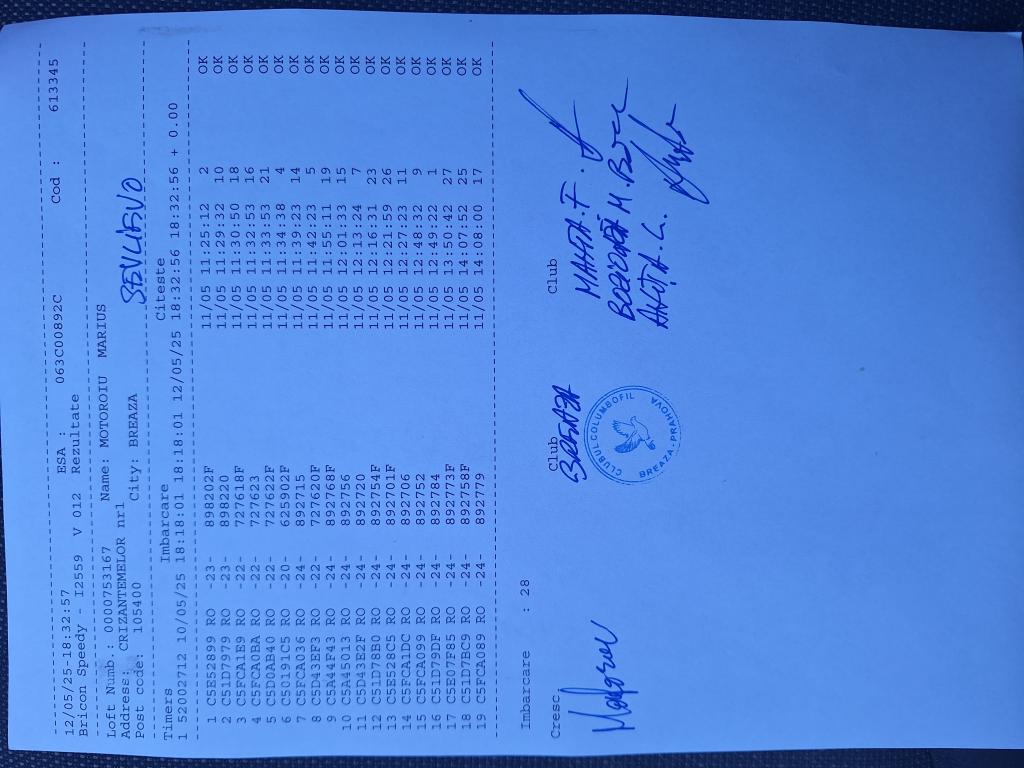 12/05/25-18:32:57 ESA : 063C00892C Cod : 613345
Bricon Speedy - I2559 V 012 Rezultate
Loft Numb.: 0000753167 Name: MOTOROIU MARIUS
Address: CRIZANTEMELOR nr1
Post code: 105400 City: BREAZA SEVLIEVO
Timers Imbarcare Citeste
1 52002712 10/05/25 18:18:01 18:18:01 12/05/25 18:32:56 18:32:56 + 0.00
1 C5E52899 RO -23- 898202F 11/05 11:25:12 2 OK
2 C51D7979 RO -23- 898220 11/05 11:29:32 10 OK
3 C5FCA1E9 RO -22- 727618F 11/05 11:30:50 18 OK
4 C5FCA0BA RO -22- 727623 11/05 11:32:53 16 OK
5 C5D0AB40 RO -22- 727622F 11/05 11:33:53 21 OK
6 C50191C5 RO -20- 625902F 11/05 11:34:38 4 OK
7 C5FCA036 RO -24- 892715 11/05 11:39:23 14 OK
8 C5D43EF3 RO -22- 727620F 11/05 11:42:23 5 OK
9 C5A44F43 RO -24- 892768F 11/05 11:55:11 19 OK
10 C5A45013 RO -24- 892756 11/05 12:01:33 15 OK
11 C5D43E2F RO -24- 892720 11/05 12:13:24 7 OK
12 C51D78B0 RO -24- 892754F 11/05 12:16:31 23 OK
13 C5E528C5 RO -24- 892701F 11/05 12:21:59 26 OK
14 C5FCA1DC RO -24- 892706 11/05 12:27:23 11 OK
15 C5FCA099 RO -24- 892752 11/05 12:48:32 9 OK
16 C51D79DF RO -24- 892784 11/05 12:49:22 1 OK
17 C5E07F85 RO -24- 892773F 11/05 13:50:42 27 OK
18 C51D7BC9 RO -24- 892758F 11/05 14:07:52 25 OK
19 C5FCA089 RO -24- 892779 11/05 14:08:00 17 OK
Imbarcare : 28
Cresc. Club Club
BREAZA
CLUBUL COLUMBOFIL
BREAZA-PRAHOVA